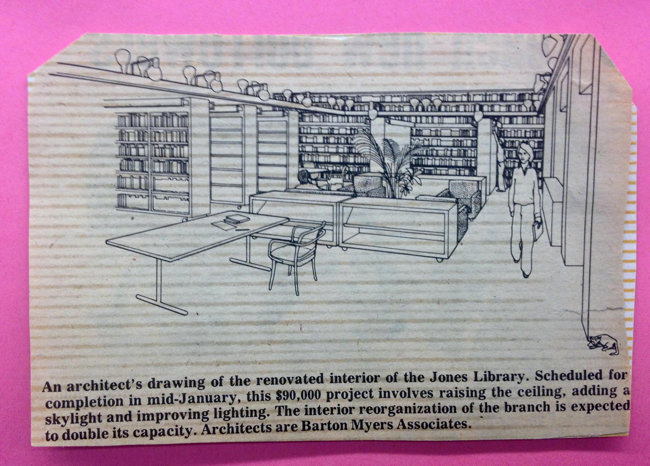 An architect's drawing of the renovated interior of the Jones Library. Scheduled for
completion in mid-January, this $90,000 project involves raising the ceiling, adding a
skylight and improving lighting. The interior reorganization of the branch is expected
to double its capacity. Architects are Barton Myers Associates.